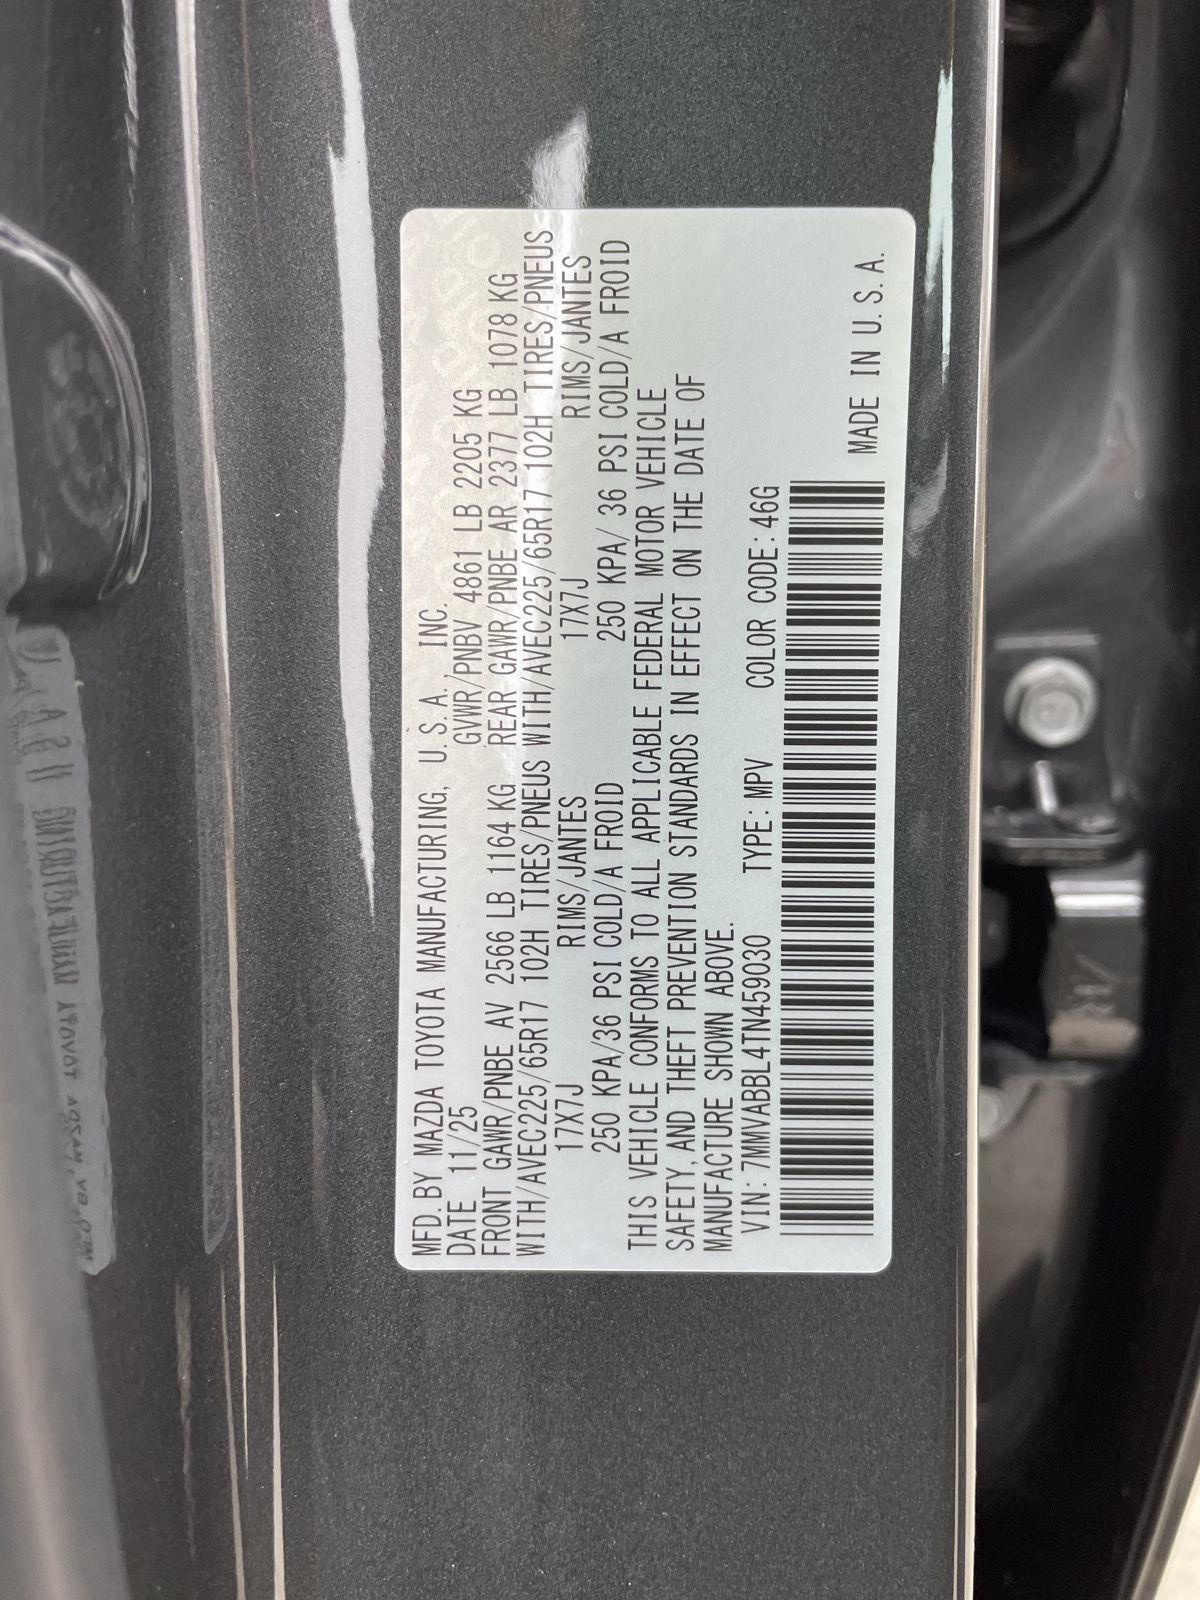 MFD. BY MAZDA TOYOTA MANUFACTURING, U. S. A., INC.
DATE 11/25 GVWR/PNBV 4861 LB 2205 KG
FRONT GAWR/PNBE AV 2566 LB 1164 KG REAR GAWR/PNBE AR 2377 LB 1078 KG
WITH/AVEC225/65R17 102H TIRES/PNEUS WITH/AVEC225/65R17 102H TIRES/PNEUS
17X7J RIMS/JANTES 17X7J RIMS/JANTES
250 KPA/36 PSI COLD/A FROID 250 KPA/ 36 PSI COLD/A FROID
THIS VEHICLE CONFORMS TO ALL APPLICABLE FEDERAL MOTOR VEHICLE
SAFETY, AND THEFT PREVENTION STANDARDS IN EFFECT ON THE DATE OF
MANUFACTURE SHOWN ABOVE.
VIN: 7MMVABBL4TN459030 TYPE: MPV COLOR CODE: 46G
MADE IN U. S. A.